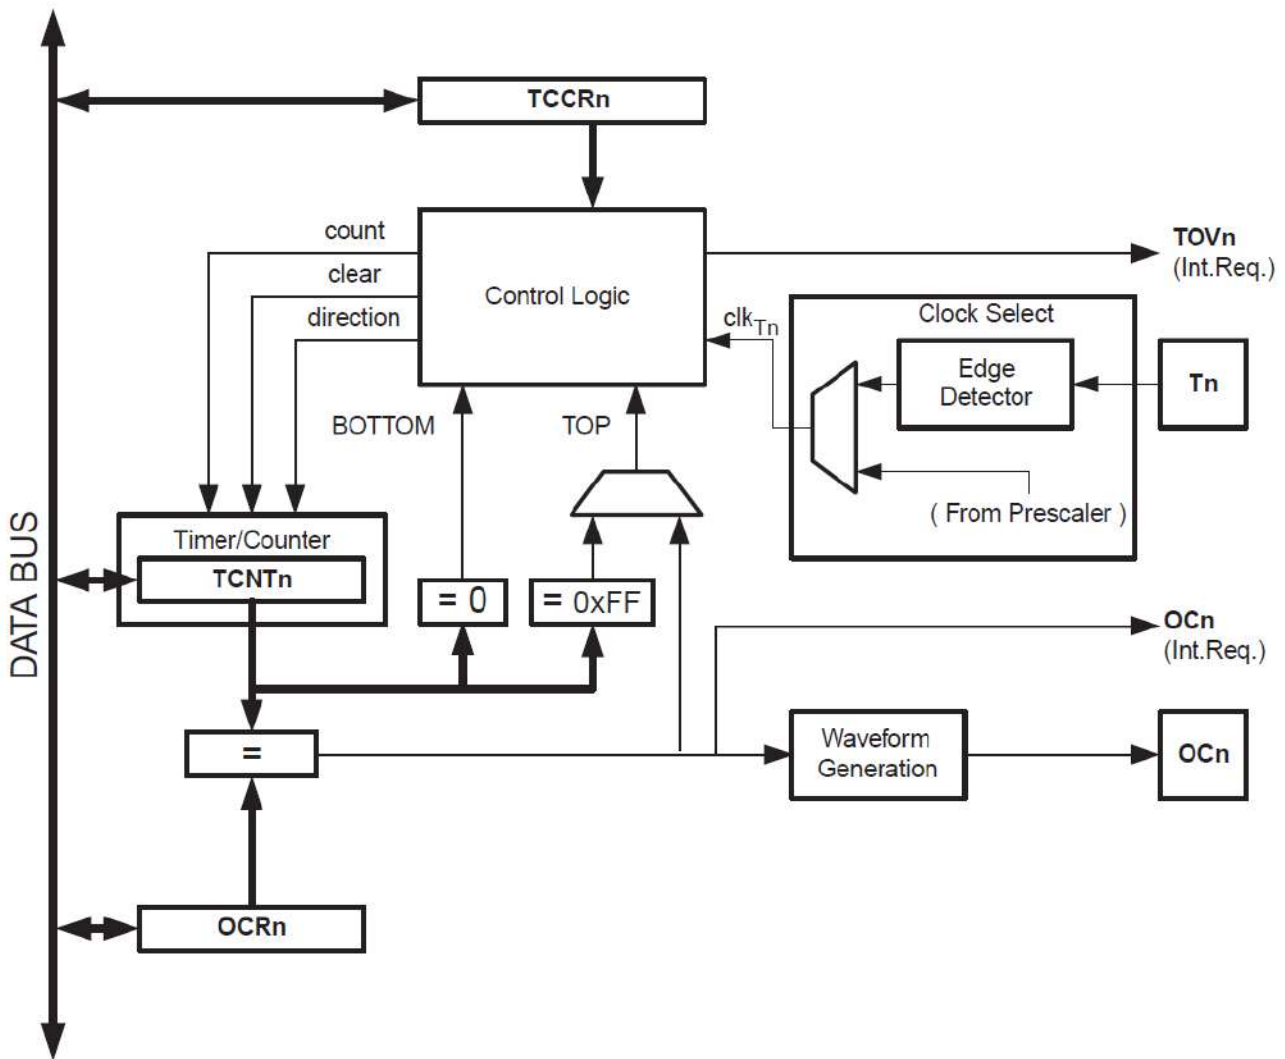 TCCRn
count
clear
direction
Control Logic
TOVn
(Int.Req.)
clkTn
Clock Select
Edge
Detector
Tn
BOTTOM
TOP
( From Prescaler )
DATA BUS
Timer/Counter
TCNTn
= 0
= 0xFF
OCn
(Int.Req.)
=
Waveform
Generation
OCn
OCRn